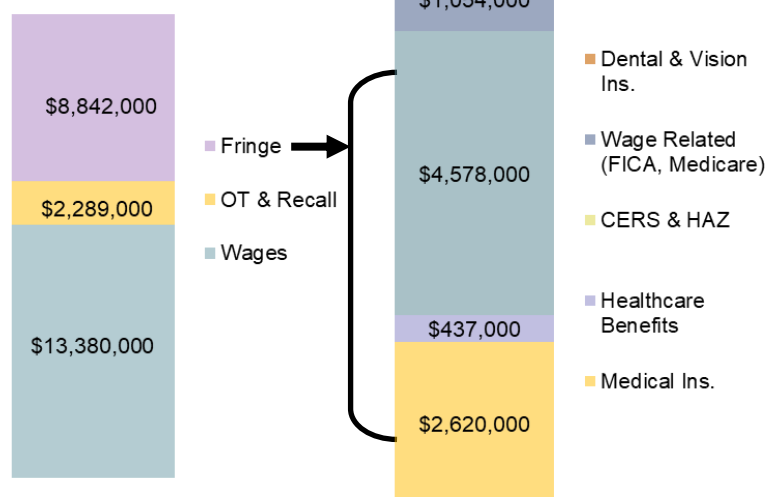 $8,842,000
$2,289,000
$13,380,000
Fringe
OT & Recall
Wages
$4,578,000
$437,000
$2,620,000
Dental & Vision
Ins.
Wage Related
(FICA, Medicare)
CERS & HAZ
Healthcare
Benefits
Medical Ins.